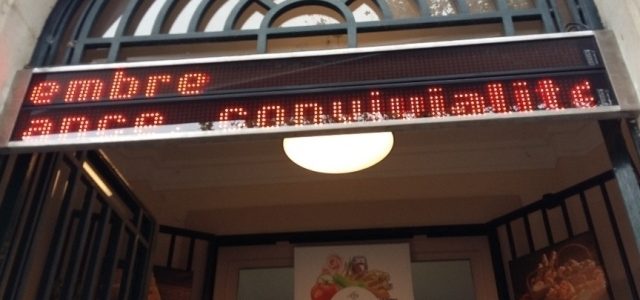 embre
ance, convivialité